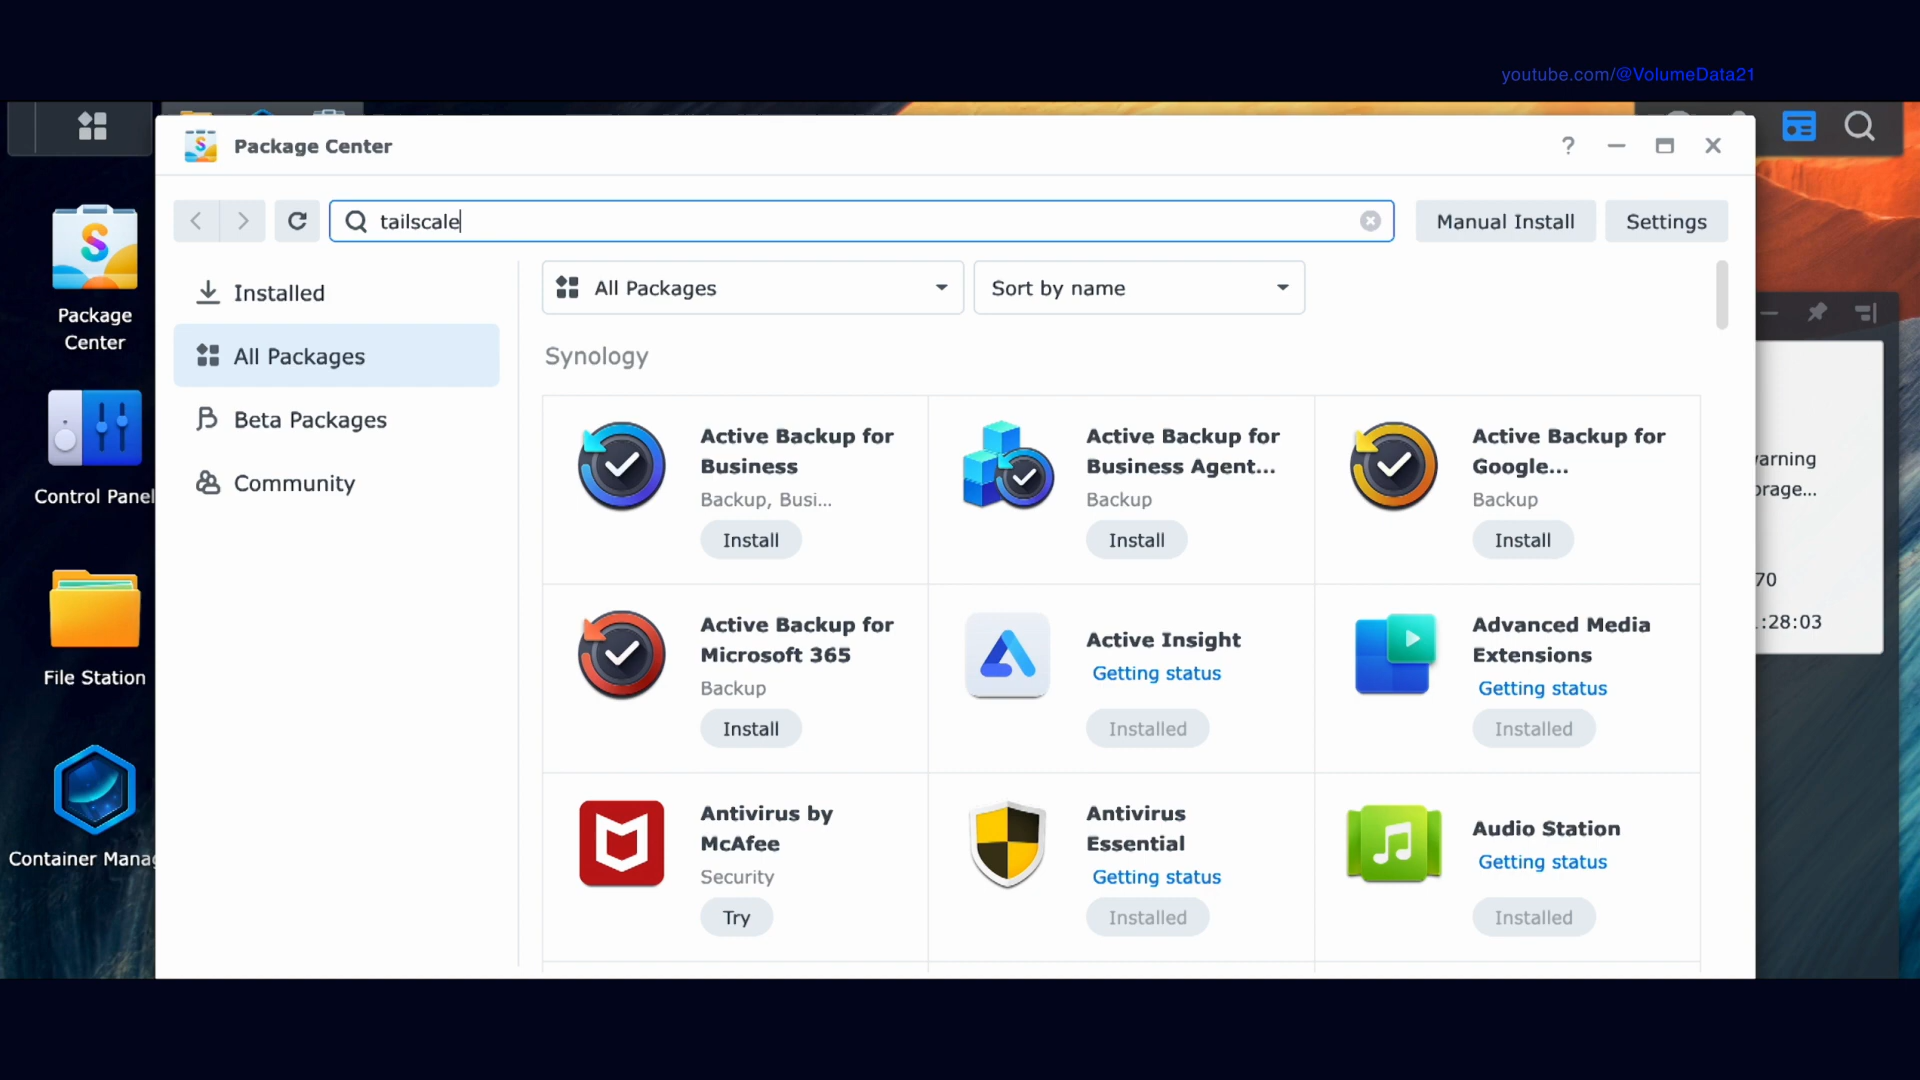 youtube.com/@VolumeData21
Package Center
tailscale
Manual Install
Settings
Package
Center
Control Panel
File Station
Installed
All Packages
Beta Packages
Community
All Packages
Sort by name
Synology
Active Backup for
Business
Backup, Busi...
Install
Active Backup for
Business Agent...
Backup
Install
Active Backup for
Google...
Backup
Install
Active Backup for
Microsoft 365
Backup
Install
Active Insight
Getting status
Installed
Advanced Media
Extensions
Getting status
Installed
Antivirus by
McAfee
Security
Try
Antivirus
Essential
Getting status
Installed
Audio Station
Getting status
Installed
Container
70
:28:03